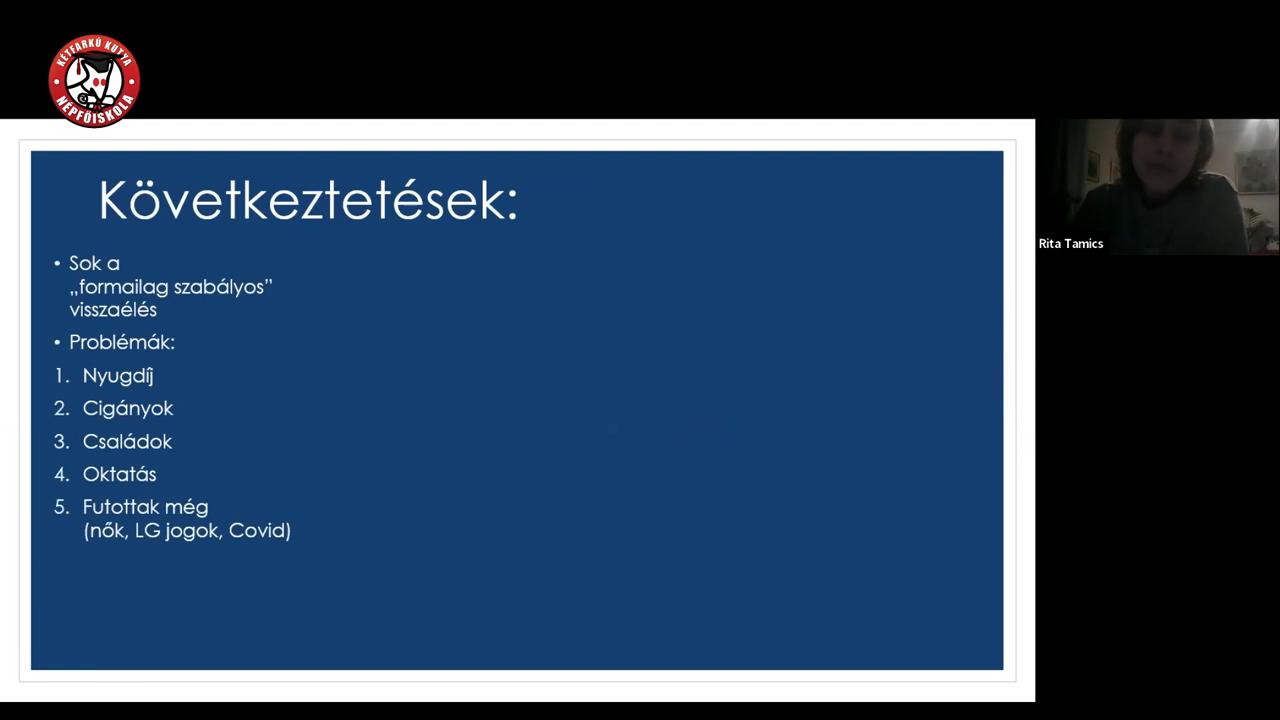 KÉTFARKÚ KUTYA
NÉPFŐISKOLA
Következtetések:
• Sok a
„formailag szabályos”
visszaélés
• Problémák:
1. Nyugdíj
2. Cigányok
3. Családok
4. Oktatás
5. Futottak még
(nők, LG jogok, Covid)
Rita Tamics